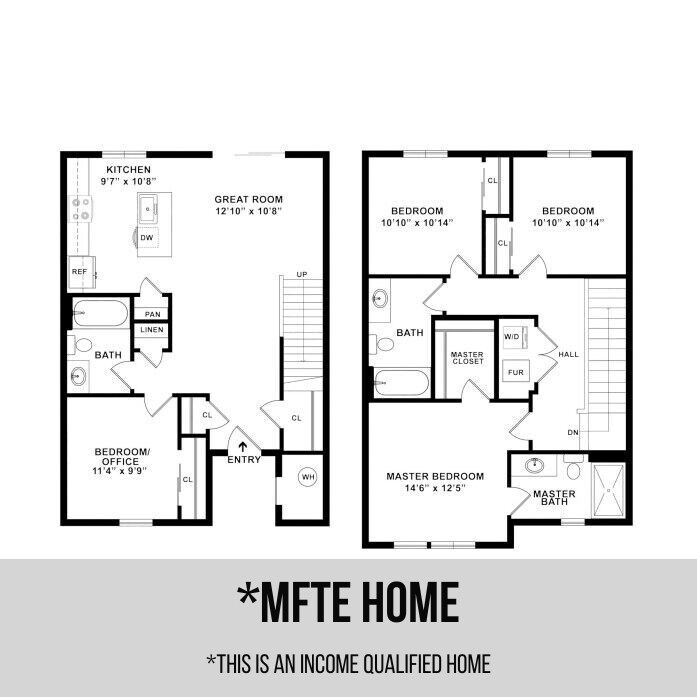 KITCHEN
9'7" x 10'8"
GREAT ROOM
12'10" x 10'8"
DW
REF
UP
PAN
LINEN
BATH
CL
CL
ENTRY
BEDROOM/
OFFICE
11'4" x 9'9"
CL
WH
CL
BEDROOM
10'10" x 10'14"
BEDROOM
10'10" x 10'14"
CL
BATH
W/D
MASTER
CLOSET
HALL
FUR
DN
MASTER BEDROOM
14'6" x 12'5"
MASTER
BATH
*MFTE HOME
*THIS IS AN INCOME QUALIFIED HOME